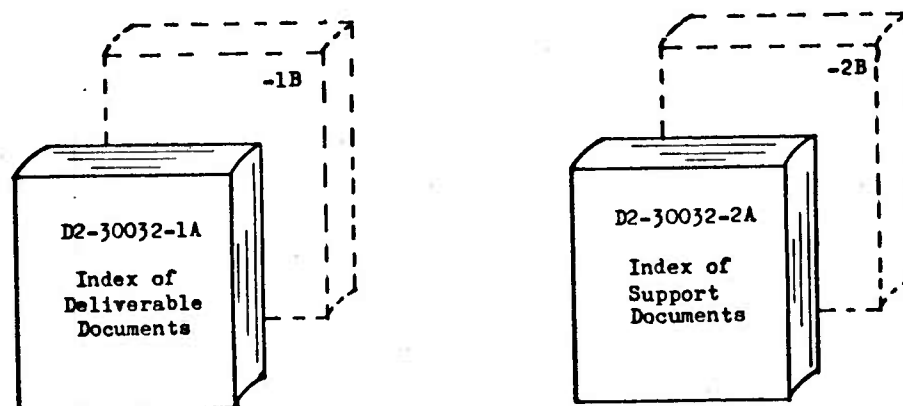 -1B
D2-30032-1A
Index of
Deliverable
Documents
-2B
D2-30032-2A
Index of
Support
Documents